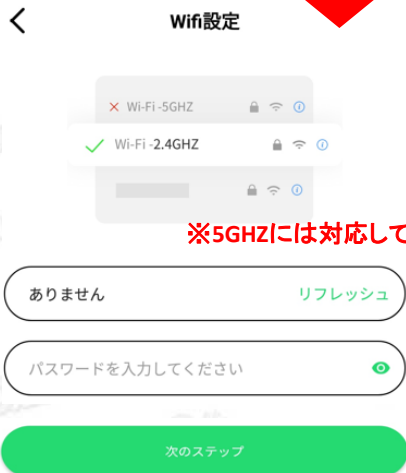 Wifi設定
× Wi-Fi -5GHZ
Wi-Fi -2.4GHZ
※5GHZには対応して
ありません
リフレッシュ
パスワードを入力してください
次のステップ